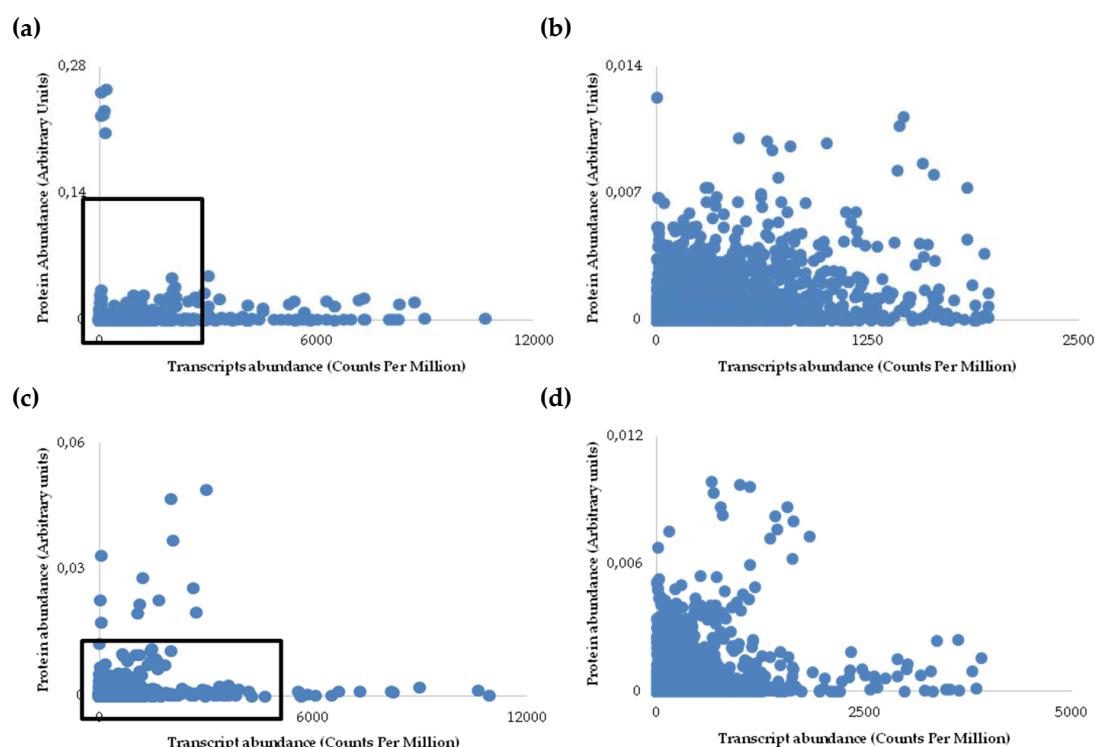 (a)
(b)
Protein Abundance (Arbitrary Units)
0,28
0,14
0
0
6000
12000
Transcripts abundance (Counts Per Million)
Protein Abundance (Arbitrary Units)
0,014
0,007
0
0
1250
2500
Transcripts abundance (Counts Per Million)
(c)
(d)
Protein abundance (Arbitrary units)
0,06
0,03
0
0
6000
12000
Transcript abundance (Counts Per Million)
Protein abundance (Arbitrary units)
0,012
0,006
0
0
2500
5000
Transcript abundance (Counts Per Million)